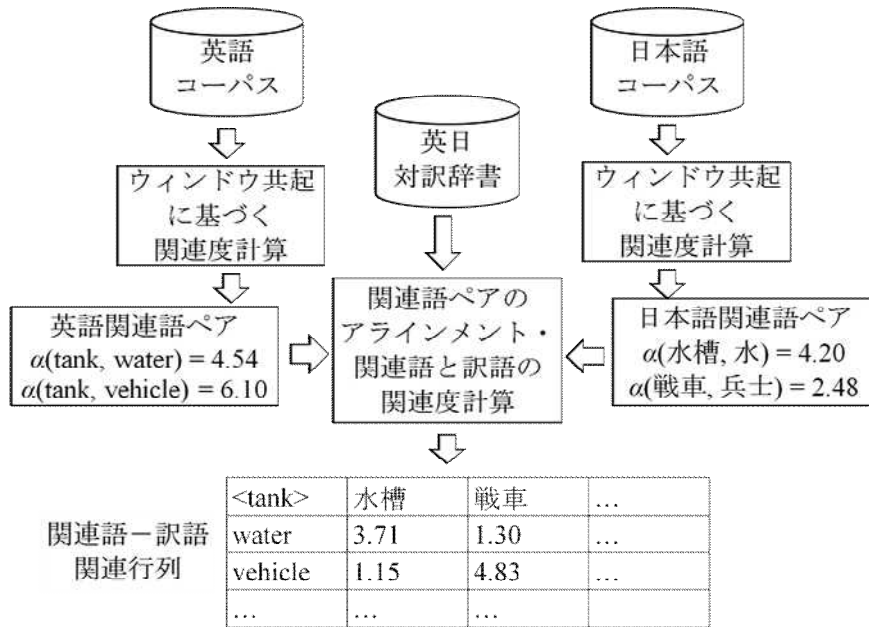 英語
コーパス
日本語
コーパス
英日
対訳辞書
ウィンドウ共起
に基づく
関連度計算
ウィンドウ共起
に基づく
関連度計算
英語関連語ペア
α(tank, water) = 4.54
α(tank, vehicle) = 6.10
関連語ペアの
アラインメント・
関連語と訳語の
関連度計算
日本語関連語ペア
α(水槽, 水) = 4.20
α(戦車, 兵士) = 2.48
関連語－訳語
関連行列
<tank> 水槽 戦車 …
water 3.71 1.30 …
vehicle 1.15 4.83 …
… … …